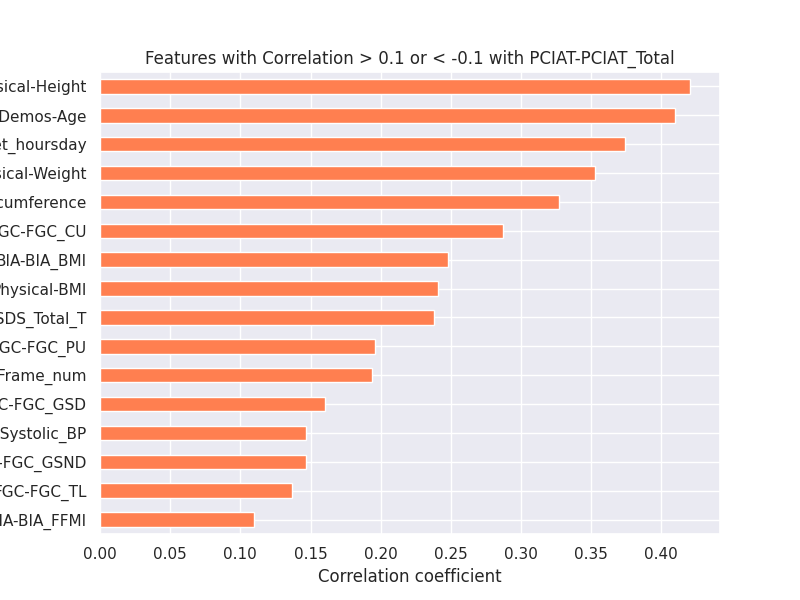 Features with Correlation > 0.1 or < -0.1 with PCIAT-PCIAT_Total
sical-Height
Demos-Age
et_hoursday
sical-Weight
cumference
GC-FGC_CU
BIA-BIA_BMI
Physical-BMI
SDS_Total_T
GC-FGC_PU
Frame_num
C-FGC_GSD
Systolic_BP
-FGC_GSND
FGC-FGC_TL
IA-BIA_FFMI
0.00 0.05 0.10 0.15 0.20 0.25 0.30 0.35 0.40
Correlation coefficient